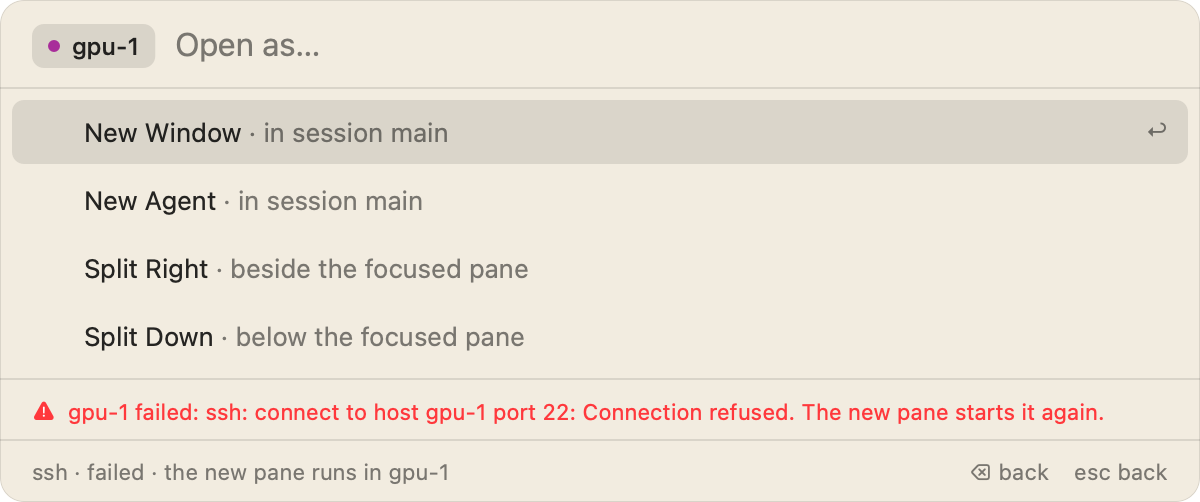 gpu-1 Open as...
New Window · in session main
New Agent · in session main
Split Right · beside the focused pane
Split Down · below the focused pane
gpu-1 failed: ssh: connect to host gpu-1 port 22: Connection refused. The new pane starts it again.
ssh · failed · the new pane runs in gpu-1 back esc back